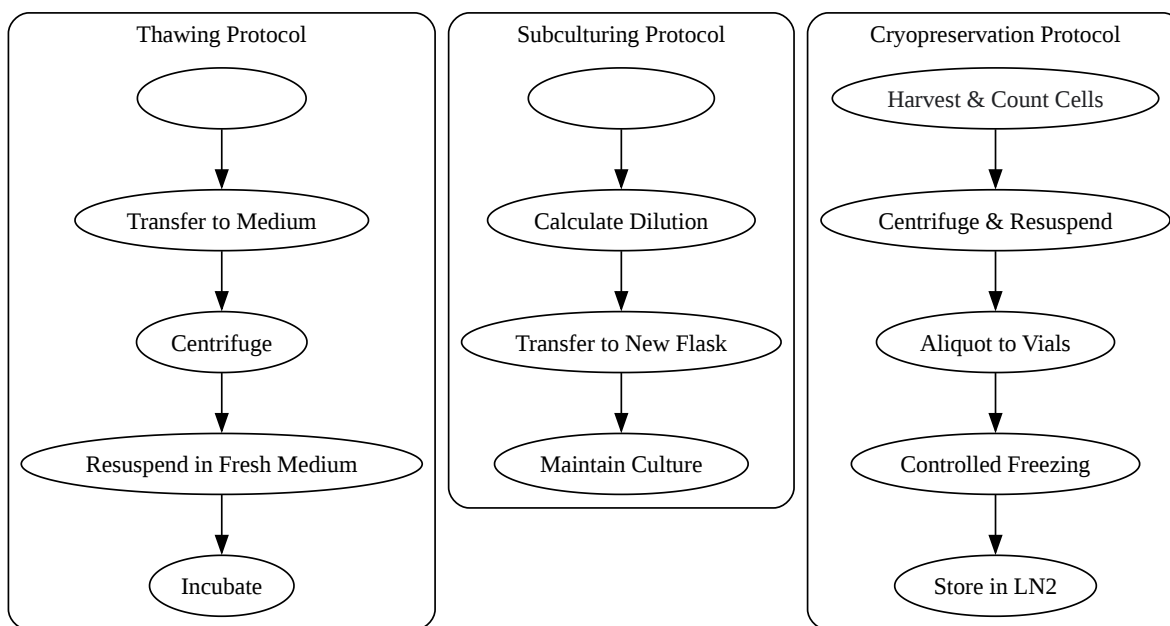 Thawing Protocol
Transfer to Medium
Centrifuge
Resuspend in Fresh Medium
Incubate
Subculturing Protocol
Calculate Dilution
Transfer to New Flask
Maintain Culture
Cryopreservation Protocol
Harvest & Count Cells
Centrifuge & Resuspend
Aliquot to Vials
Controlled Freezing
Store in LN2